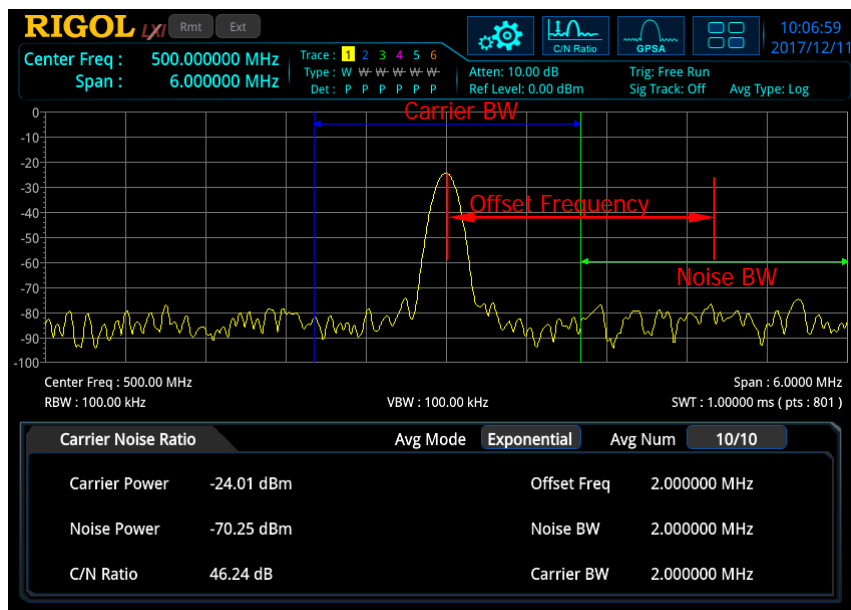 RIGOL LXI Rmt Ext
C/N Ratio GPSA 10:06:59
2017/12/11
Center Freq : 500.000000 MHz
Span : 6.000000 MHz
Trace : 1 2 3 4 5 6
Type : W W W W W W
Det : P P P P P P
Atten: 10.00 dB Trig: Free Run
Ref Level: 0.00 dBm Sig Track: Off Avg Type: Log
Carrier BW
0
-10
-20
-30
-40
-50
-60
-70
-80
-90
-100
Offset Frequency
Noise BW
Center Freq : 500.00 MHz Span : 6.0000 MHz
RBW : 100.00 kHz VBW : 100.00 kHz SWT : 1.00000 ms ( pts : 801 )
Carrier Noise Ratio Avg Mode Exponential Avg Num 10/10
Carrier Power -24.01 dBm Offset Freq 2.000000 MHz
Noise Power -70.25 dBm Noise BW 2.000000 MHz
C/N Ratio 46.24 dB Carrier BW 2.000000 MHz